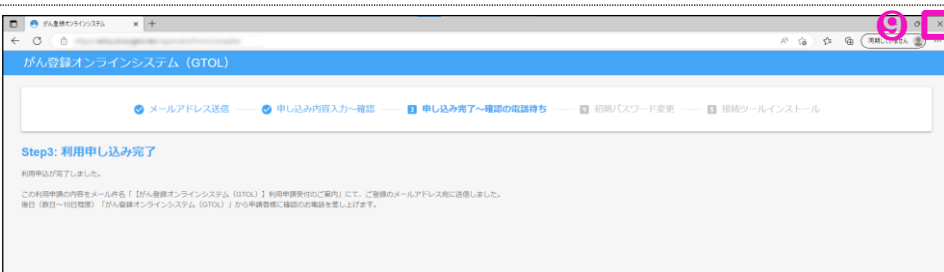 がん登録オンラインシステム
⑨
同期していません
がん登録オンラインシステム（GTOL）
メールアドレス送信
申し込み内容入力～確認
3 申し込み完了～確認の電話待ち
4 初期パスワード変更
5 接続ツールインストール
Step3: 利用申し込み完了
利用申込が完了しました。
この利用申請の内容をメール件名「【がん登録オンラインシステム（GTOL）】利用申請受付のご案内」にて、ご登録のメールアドレス宛に送信しました。
後日（数日～10日程度）「がん登録オンラインシステム（GTOL）」から申請者様に確認のお電話を差し上げます。